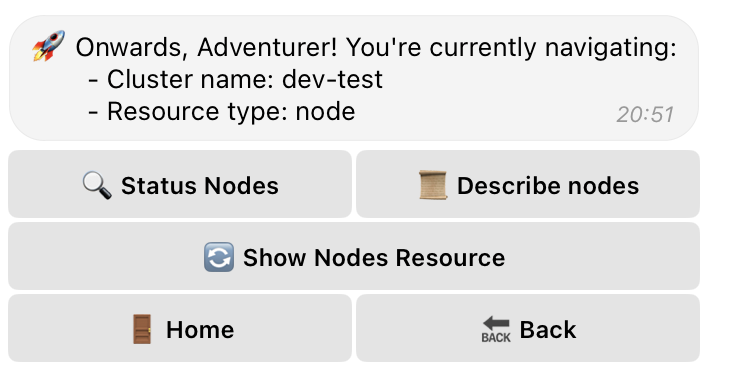 🚀 Onwards, Adventurer! You're currently navigating:
- Cluster name: dev-test
- Resource type: node
20:51
🔍 Status Nodes
📜 Describe nodes
🔄 Show Nodes Resource
🚪 Home
🔙 Back